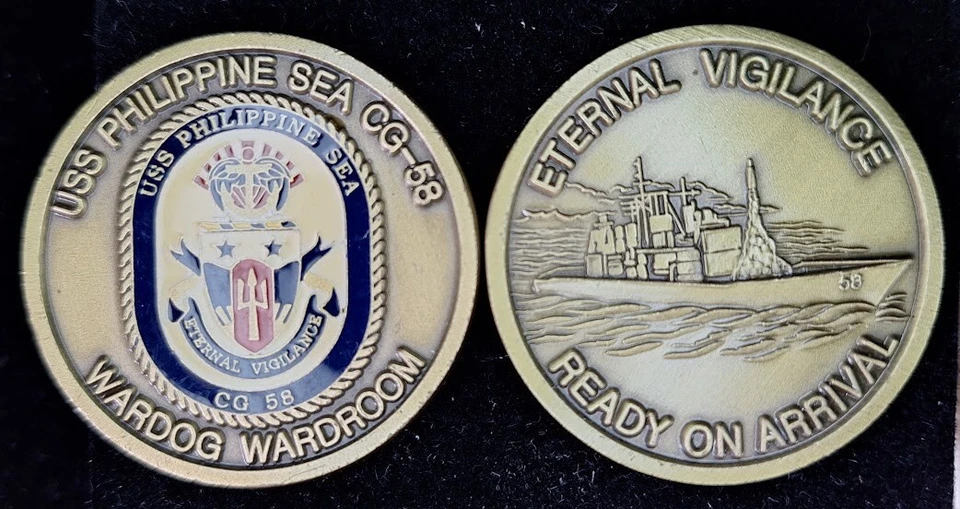 USS PHILIPPINE SEA CG-58
USS PHILIPPINE SEA
ETERNAL VIGILANCE
CG 58
WARDOG WARDROOM
ETERNAL VIGILANCE
58
READY ON ARRIVAL